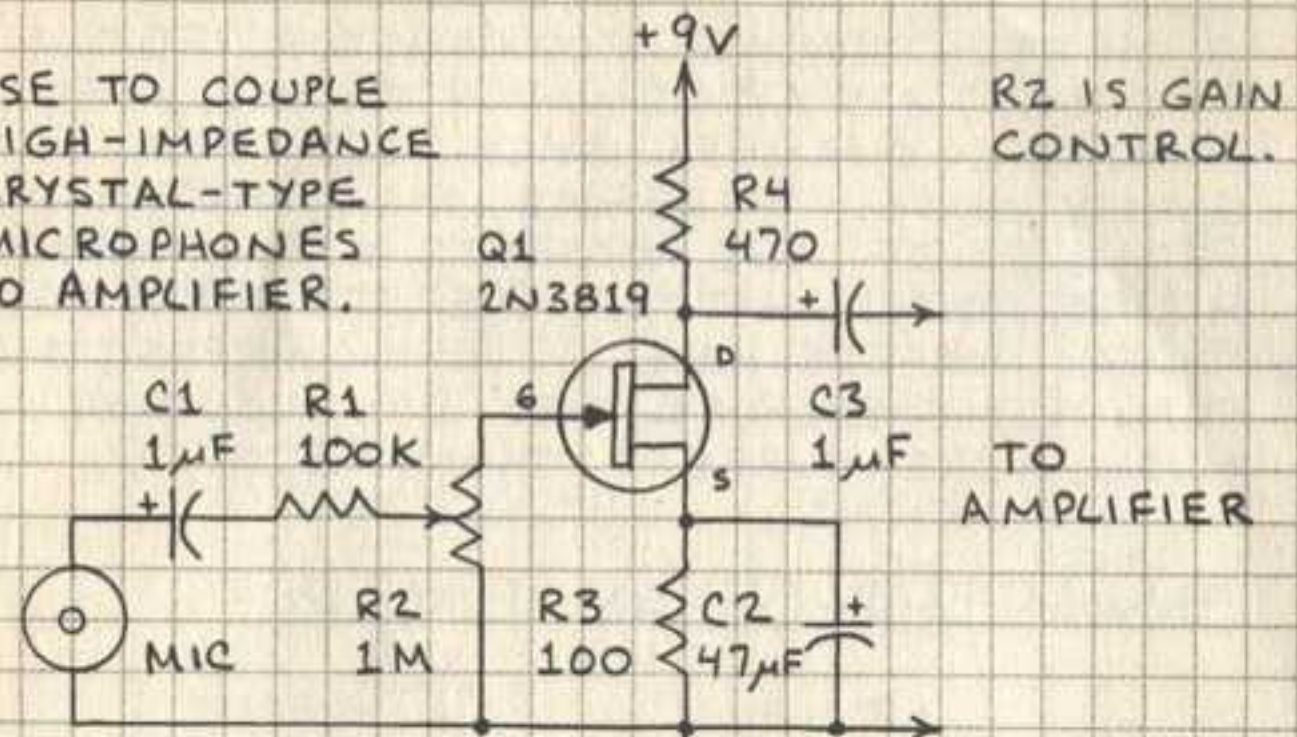 +9V
SE TO COUPLE
IGH-IMPEDANCE
RYSTAL-TYPE
MICROPHONES
O AMPLIFIER.
R2 IS GAIN
CONTROL.
R4
470
Q1
2N3819
+
D
G
S
C1
1µF
R1
100K
+
C3
1µF
TO
AMPLIFIER
MIC
R2
1M
R3
100
C2
47µF
+